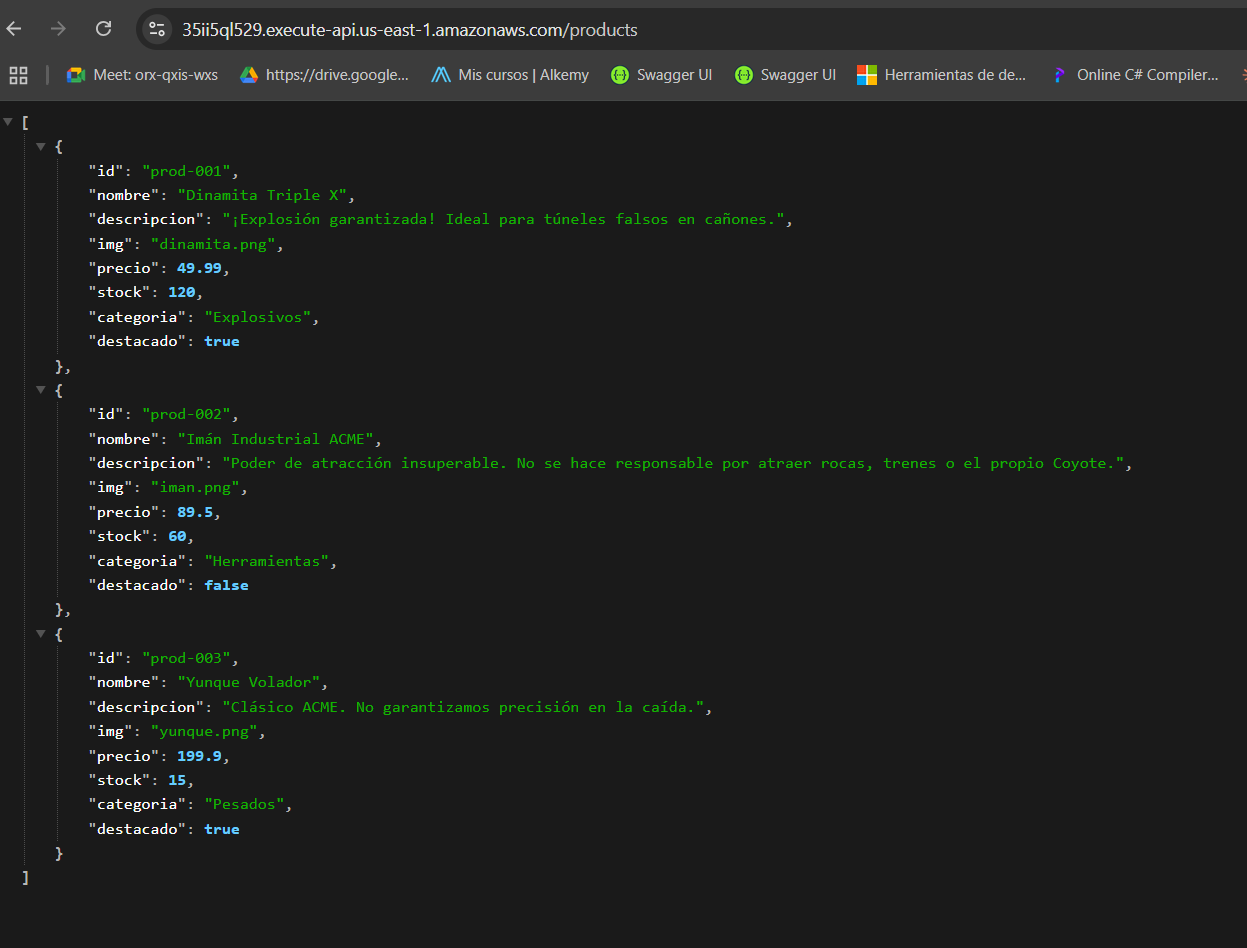 35ii5ql529.execute-api.us-east-1.amazonaws.com/products
Meet: orx-qxis-wxs https://drive.google... Mis cursos | Alkemy Swagger UI Swagger UI Herramientas de de... Online C# Compiler...
[
{
"id": "prod-001",
"nombre": "Dinamita Triple X",
"descripcion": "¡Explosión garantizada! Ideal para túneles falsos en cañones.",
"img": "dinamita.png",
"precio": 49.99,
"stock": 120,
"categoria": "Explosivos",
"destacado": true
},
{
"id": "prod-002",
"nombre": "Imán Industrial ACME",
"descripcion": "Poder de atracción insuperable. No se hace responsable por atraer rocas, trenes o el propio Coyote.",
"img": "iman.png",
"precio": 89.5,
"stock": 60,
"categoria": "Herramientas",
"destacado": false
},
{
"id": "prod-003",
"nombre": "Yunque Volador",
"descripcion": "Clásico ACME. No garantizamos precisión en la caída.",
"img": "yunque.png",
"precio": 199.9,
"stock": 15,
"categoria": "Pesados",
"destacado": true
}
]